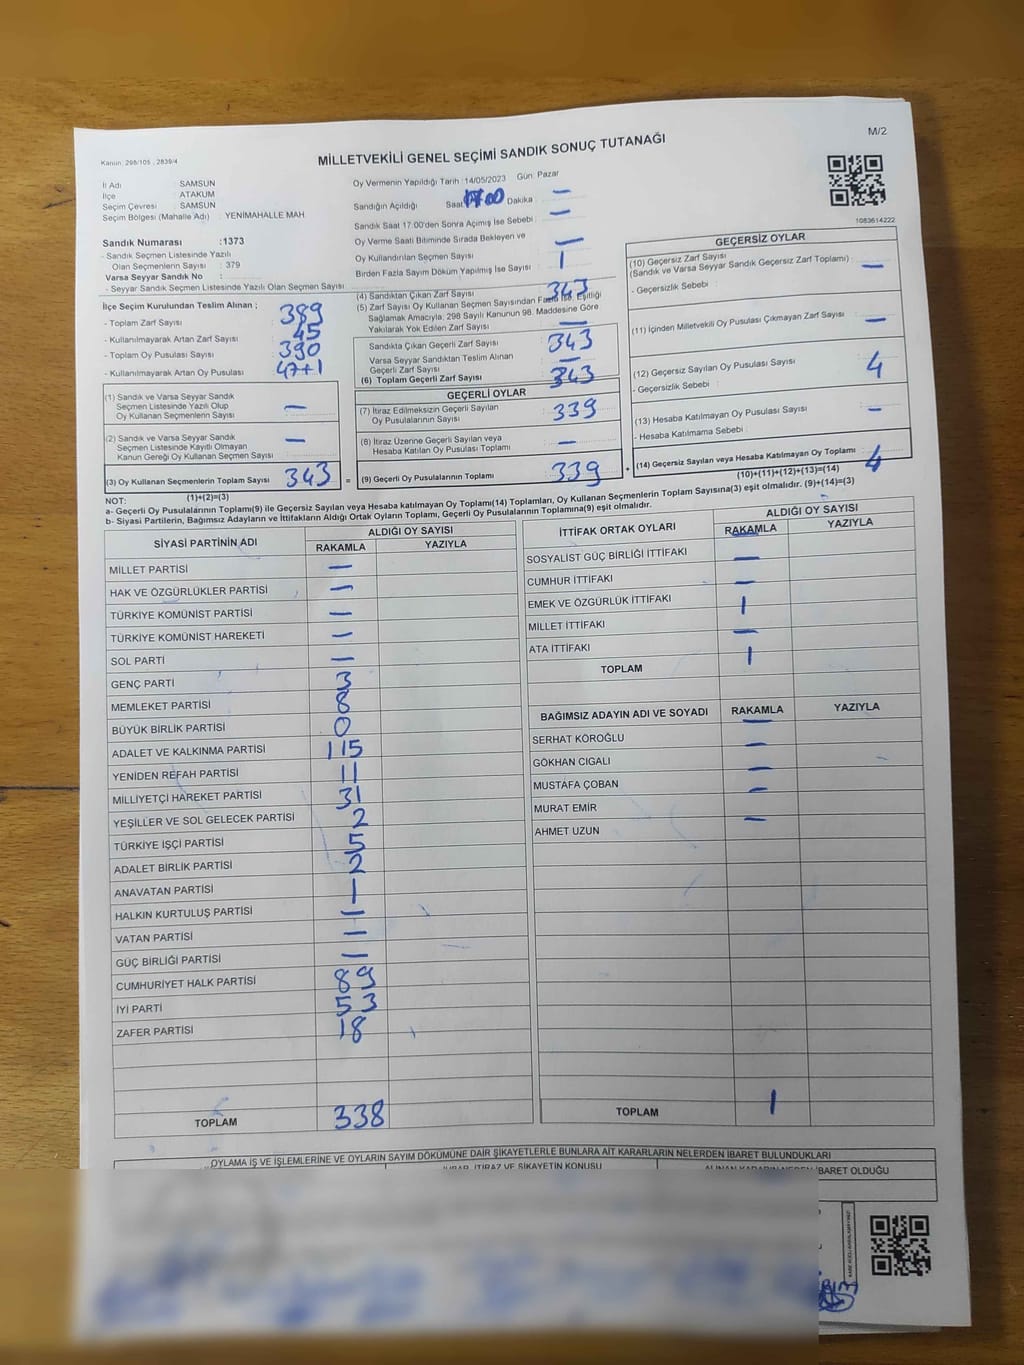 M/2
Kanun: 298/105 , 2839/4
MİLLETVEKİLİ GENEL SEÇİMİ SANDIK SONUÇ TUTANAĞI
1083614222
İl Adı : SAMSUN
İlçe : ATAKUM
Seçim Çevresi : SAMSUN
Seçim Bölgesi (Mahalle Adı) : YENİMAHALLE MAH.
Sandık Numarası : 1373
- Sandık Seçmen Listesinde Yazılı
Olan Seçmenlerin Sayısı : 379
Varsa Seyyar Sandık No :
- Seyyar Sandık Seçmen Listesinde Yazılı Olan Seçmen Sayısı
Oy Vermenin Yapıldığı Tarih : 14/05/2023 Gün : Pazar
Sandığın Açıldığı Saat : 17.00 Dakika : —
Sandık Saat 17.00'den Sonra Açımış İse Sebebi : —
Oy Verme Saati Bitiminde Sırada Bekleyen ve
Oy Kullandırılan Seçmen Sayısı : —
Birden Fazla Sayım Döküm Yapılmış İse Sayısı : 1
İlçe Seçim Kurulundan Teslim Alınan ;
- Toplam Zarf Sayısı : 389
- Kullanılmayarak Artan Zarf Sayısı : 45
- Toplam Oy Pusulası Sayısı : 390
- Kullanılmayarak Artan Oy Pusulası : 47+1
(1) Sandık ve Varsa Seyyar Sandık
Seçmen Listesinde Yazılı Olup
Oy Kullanan Seçmenlerin Sayısı : —
(2) Sandık ve Varsa Seyyar Sandık
Seçmen Listesinde Kayıtlı Olmayan
Kanun Gereği Oy Kullanan Seçmen Sayısı : —
(3) Oy Kullanan Seçmenlerin Toplam Sayısı : 343
(1)+(2)=(3)
(4) Sandıktan Çıkan Zarf Sayısı : 343
(5) Zarf Sayısı Oy Kullanan Seçmen Sayısından Fazla ise, Eşitliği
Sağlamak Amacıyla; 298 Sayılı Kanunun 98. Maddesine Göre
Yakılarak Yok Edilen Zarf Sayısı : —
Sandıkta Çıkan Geçerli Zarf Sayısı : 343
Varsa Seyyar Sandıktan Teslim Alınan
Geçerli Zarf Sayısı : —
(6) Toplam Geçerli Zarf Sayısı : 343
GEÇERLİ OYLAR
(7) İtiraz Edilmeksizin Geçerli Sayılan
Oy Pusulalarının Sayısı : 339
(8) İtiraz Üzerine Geçerli Sayılan veya
Hesaba Katılan Oy Pusulası Toplamı : —
= (9) Geçerli Oy Pusulalarının Toplamı : 339 +
GEÇERSİZ OYLAR
(10) Geçersiz Zarf Sayısı
(Sandık ve Varsa Seyyar Sandık Geçersiz Zarf Toplamı) : —
- Geçersizlik Sebebi :
(11) İçinden Milletvekili Oy Pusulası Çıkmayan Zarf Sayısı : —
(12) Geçersiz Sayılan Oy Pusulası Sayısı : 4
- Geçersizlik Sebebi :
(13) Hesaba Katılmayan Oy Pusulası Sayısı : —
- Hesaba Katılmama Sebebi :
(14) Geçersiz Sayılan veya Hesaba Katılmayan Oy Toplamı : 4
(10)+(11)+(12)+(13)=(14)
NOT:
a- Geçerli Oy Pusulalarının Toplamı(9) ile Geçersiz Sayılan veya Hesaba katılmayan Oy Toplamı(14) Toplamları, Oy Kullanan Seçmenlerin Toplam Sayısına(3) eşit olmalıdır. (9)+(14)=(3)
b- Siyasi Partilerin, Bağımsız Adayların ve İttifakların Aldığı Ortak Oyların Toplamı, Geçerli Oy Pusulalarının Toplamına(9) eşit olmalıdır.
SİYASİ PARTİNİN ADI ALDIĞI OY SAYISI
RAKAMLA YAZIYLA
MİLLET PARTİSİ —
HAK VE ÖZGÜRLÜKLER PARTİSİ —
TÜRKİYE KOMÜNİST PARTİSİ —
TÜRKİYE KOMÜNİST HAREKETİ —
SOL PARTİ —
GENÇ PARTİ 3
MEMLEKET PARTİSİ 8
BÜYÜK BİRLİK PARTİSİ 0
ADALET VE KALKINMA PARTİSİ 115
YENİDEN REFAH PARTİSİ 11
MİLLİYETÇİ HAREKET PARTİSİ 31
YEŞİLLER VE SOL GELECEK PARTİSİ 2
TÜRKİYE İŞÇİ PARTİSİ 5
ADALET BİRLİK PARTİSİ 2
ANAVATAN PARTİSİ 1
HALKIN KURTULUŞ PARTİSİ —
VATAN PARTİSİ —
GÜÇ BİRLİĞİ PARTİSİ —
CUMHURİYET HALK PARTİSİ 89
İYİ PARTİ 53
ZAFER PARTİSİ 18
TOPLAM 338
İTTİFAK ORTAK OYLARI ALDIĞI OY SAYISI
RAKAMLA YAZIYLA
SOSYALİST GÜÇ BİRLİĞİ İTTİFAKI —
CUMHUR İTTİFAKI —
EMEK VE ÖZGÜRLÜK İTTİFAKI 1
MİLLET İTTİFAKI —
ATA İTTİFAKI 1
TOPLAM
BAĞIMSIZ ADAYIN ADI VE SOYADI RAKAMLA YAZIYLA
SERHAT KÖROĞLU —
GÖKHAN CIGALI —
MUSTAFA ÇOBAN —
MURAT EMİR —
AHMET UZUN
TOPLAM 1
OYLAMA İŞ VE İŞLEMLERİNE VE OYLARIN SAYIM DÖKÜMÜNE DAİR ŞİKAYETLERLE BUNLARA AİT KARARLARIN NELERDEN İBARET BULUNDUKLARI
İTİRAZ VE ŞİKAYETİN KONUSU ALINAN KARARIN NEDEN İBARET OLDUĞU